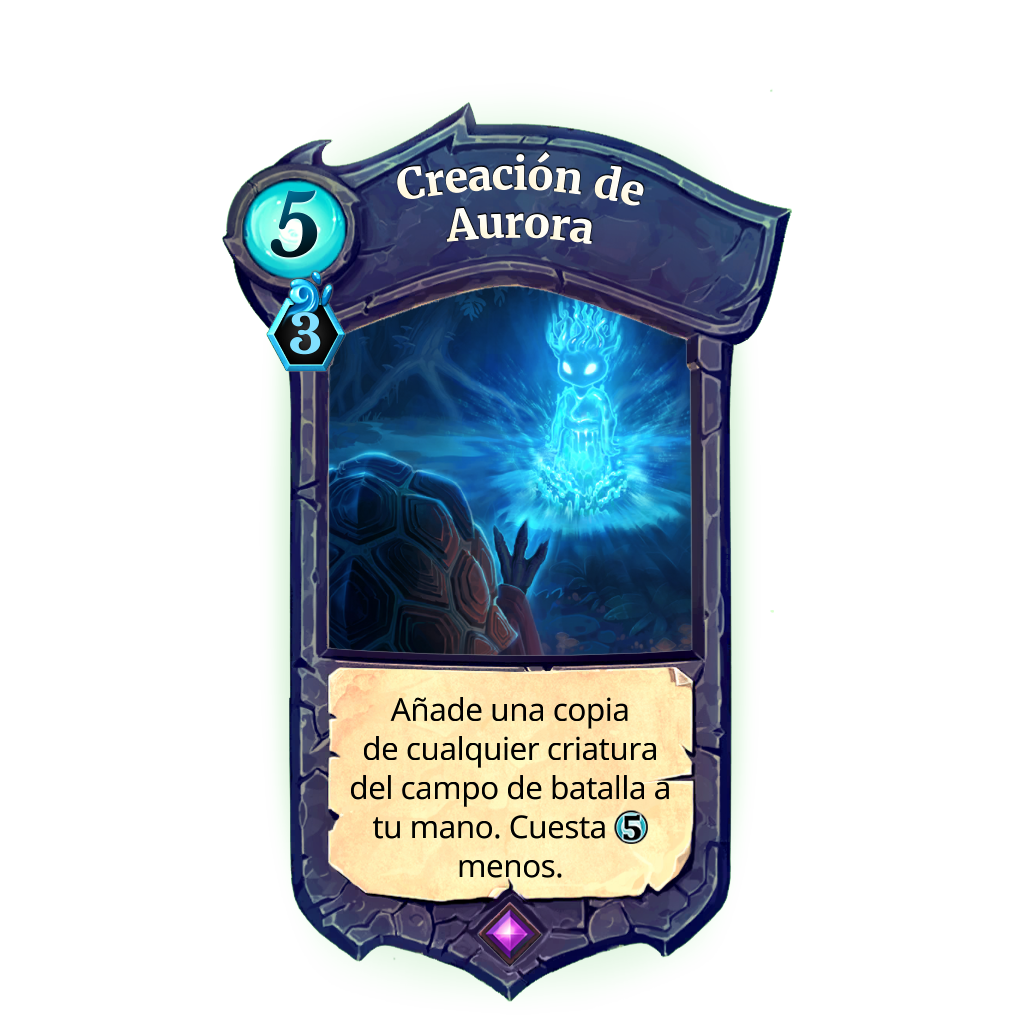 Creación de
Aurora
5
3
Añade una copia
de cualquier criatura
del campo de batalla a
tu mano. Cuesta 5
menos.